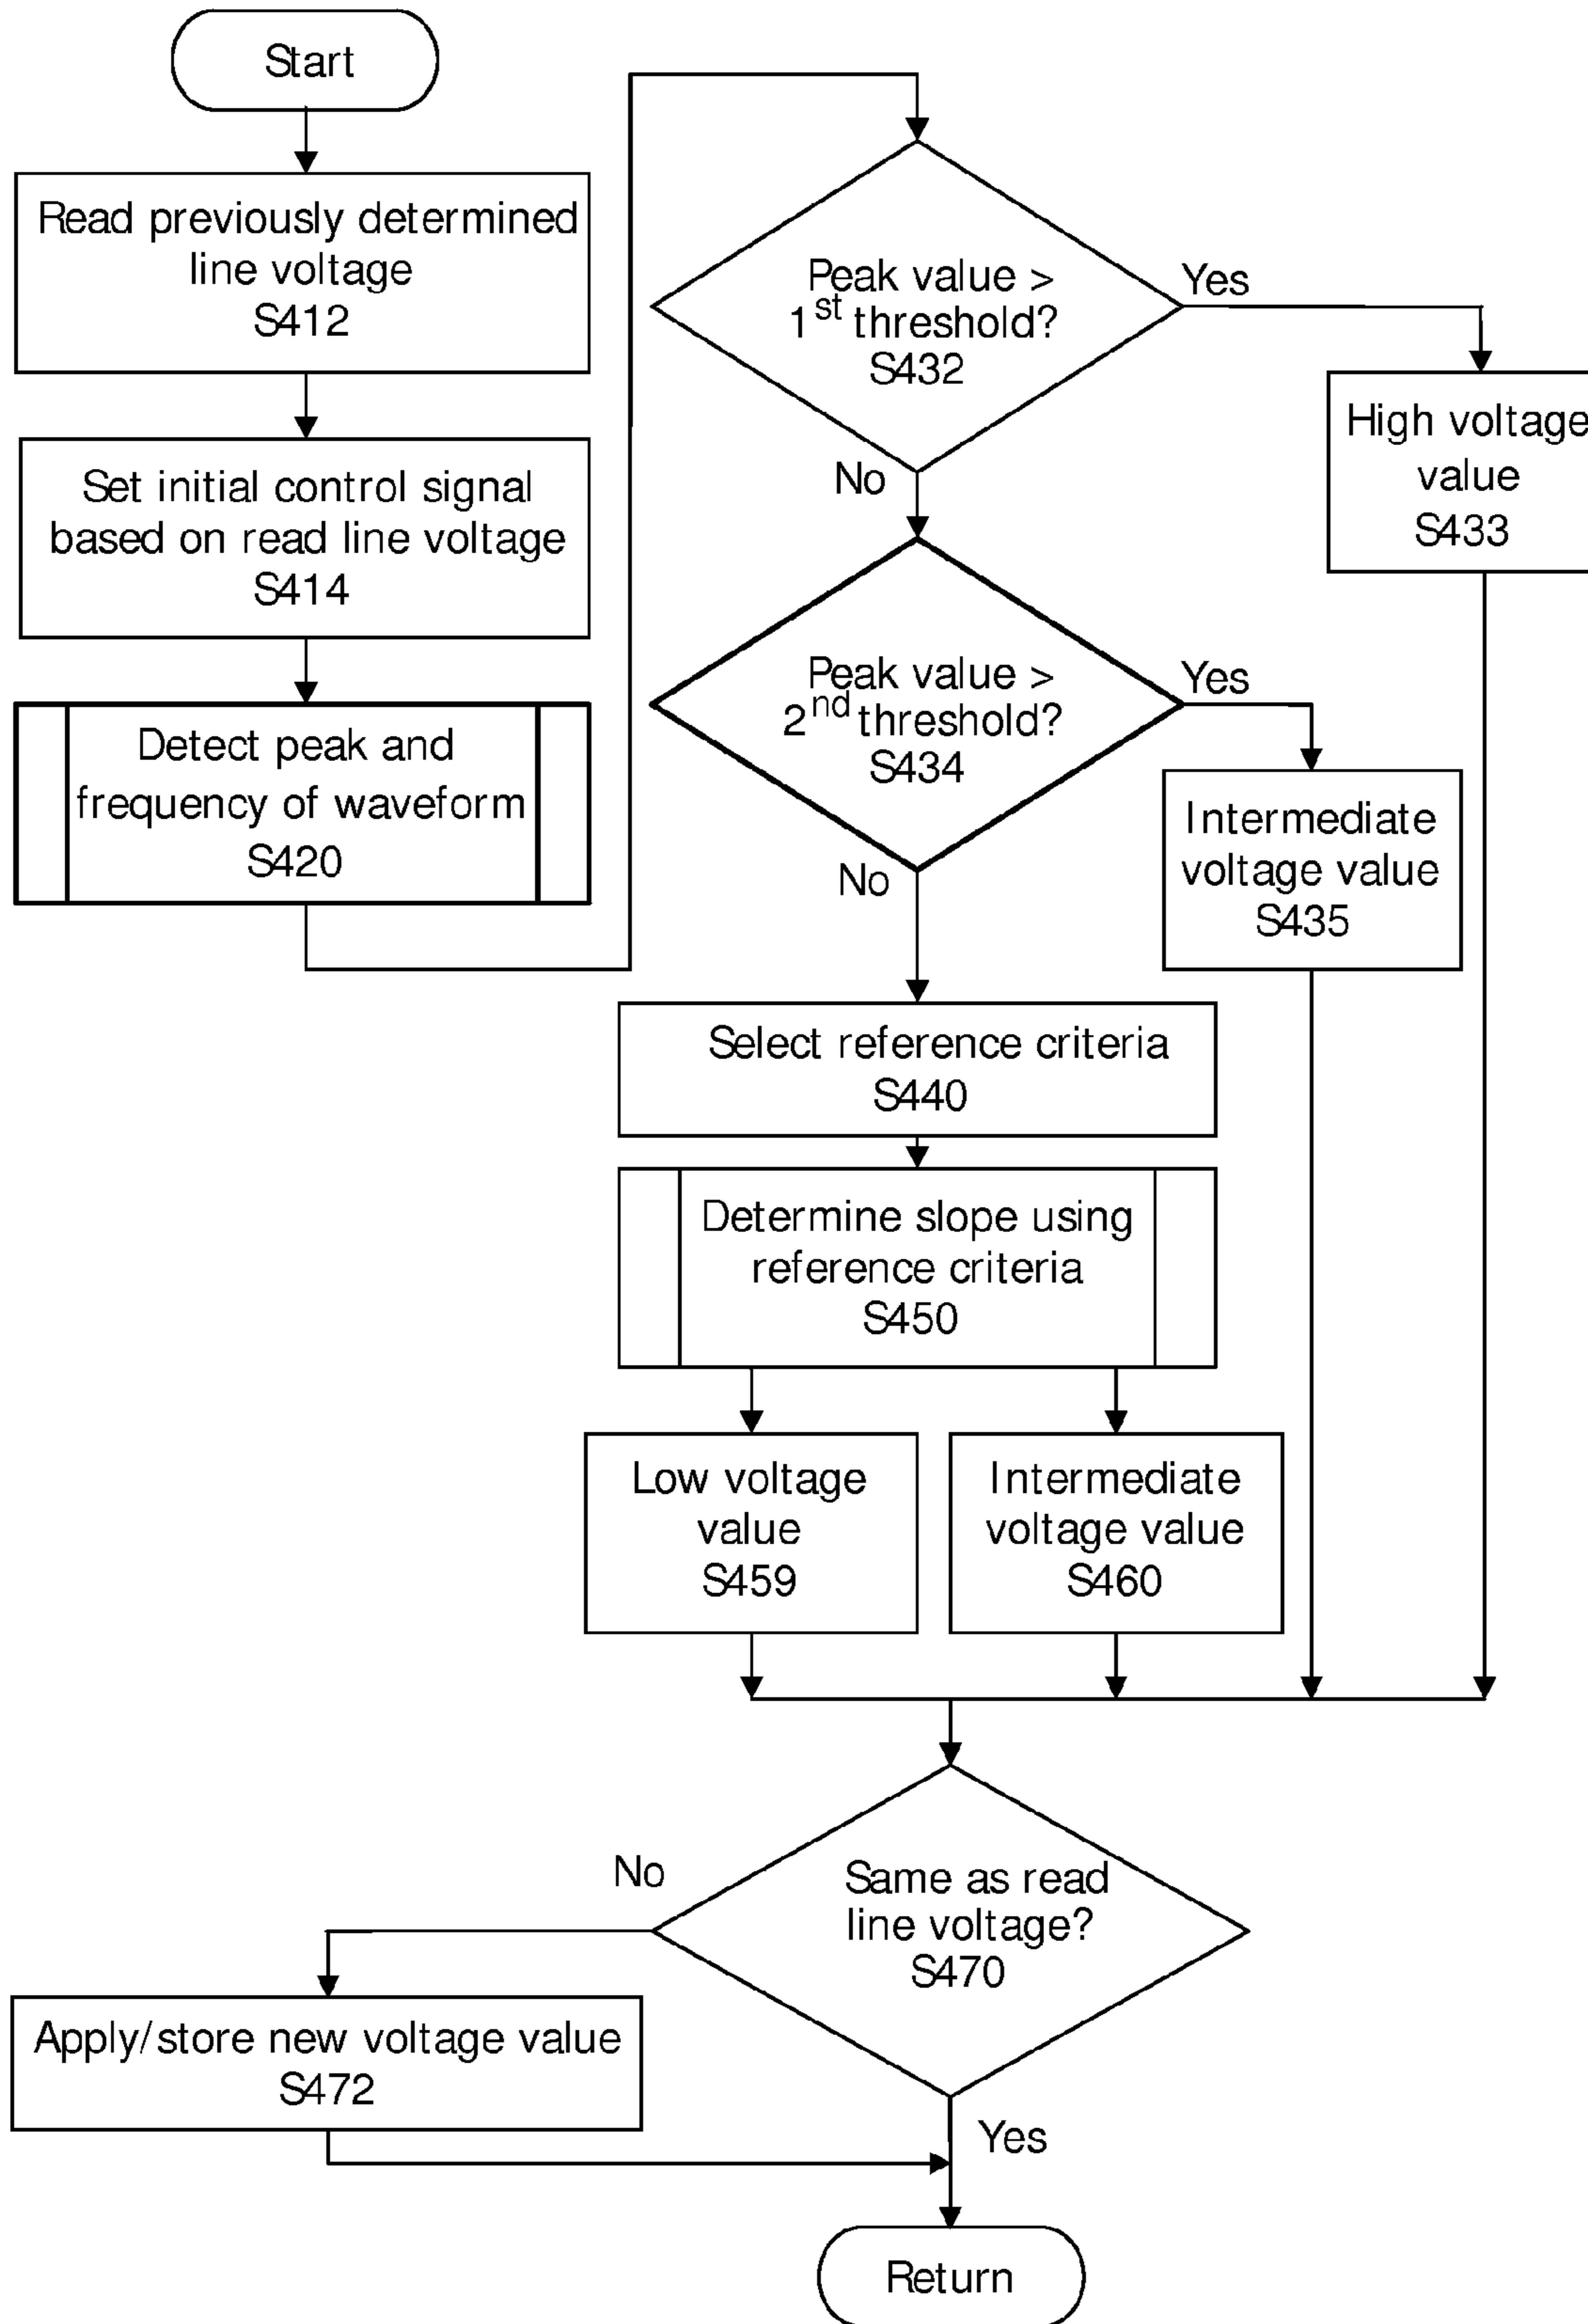 Start
Read previously determined
line voltage
S412
Set initial control signal
based on read line voltage
S414
Detect peak and
frequency of waveform
S420
Peak value >
1st threshold?
S432
Yes
No
High voltage
value
S433
Peak value >
2nd threshold?
S434
Yes
No
Intermediate
voltage value
S435
Select reference criteria
S440
Determine slope using
reference criteria
S450
Low voltage
value
S459
Intermediate
voltage value
S460
Same as read
line voltage?
S470
No
Yes
Apply/store new voltage value
S472
Return